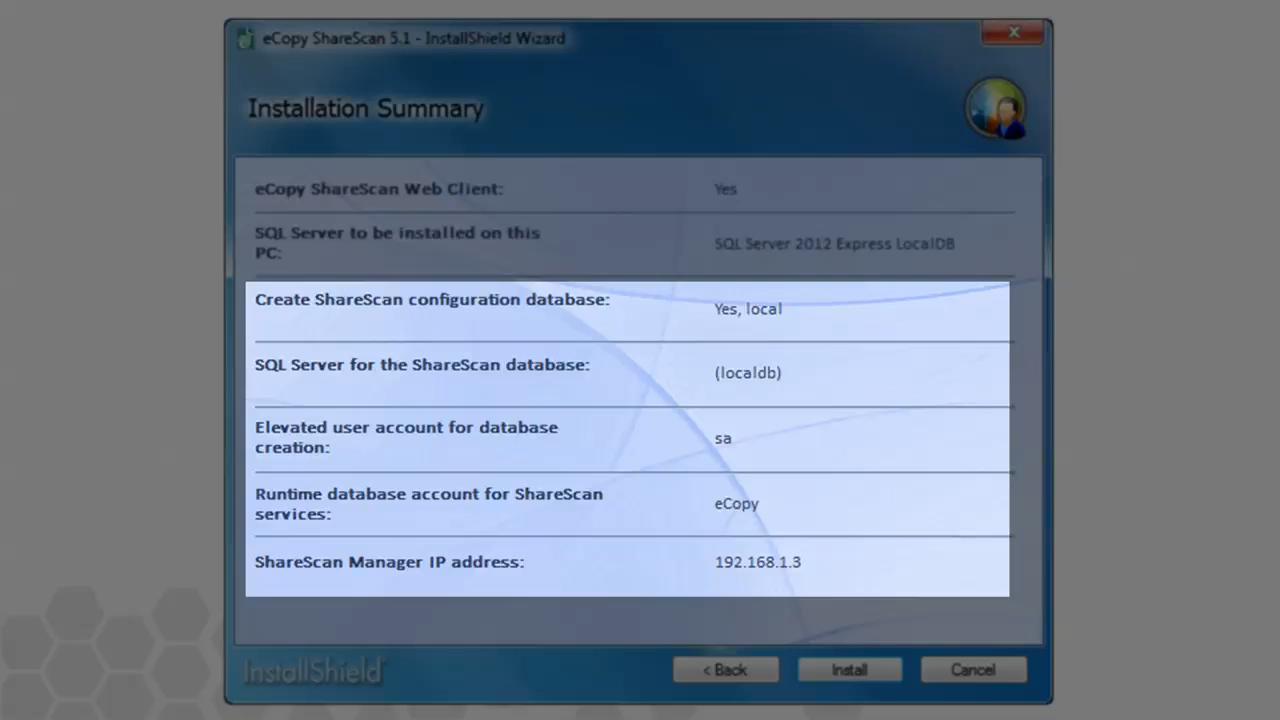 eCopy ShareScan 5.1 - InstallShield Wizard
Installation Summary
eCopy ShareScan Web Client: Yes
SQL Server to be installed on this
PC: SQL Server 2012 Express LocalDB
Create ShareScan configuration database: Yes, local
SQL Server for the ShareScan database: (localdb)
Elevated user account for database
creation: sa
Runtime database account for ShareScan
services: eCopy
ShareScan Manager IP address: 192.168.1.3
InstallShield
< Back Install Cancel